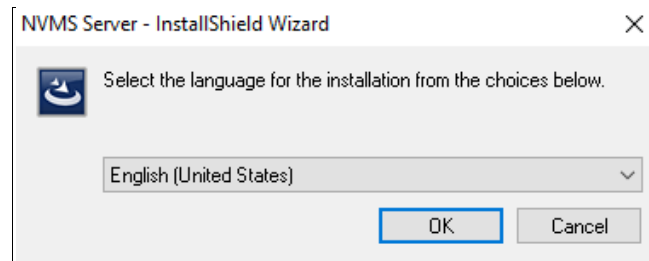 NVMS Server - InstallShield Wizard
Select the language for the installation from the choices below.
English (United States)
OK
Cancel